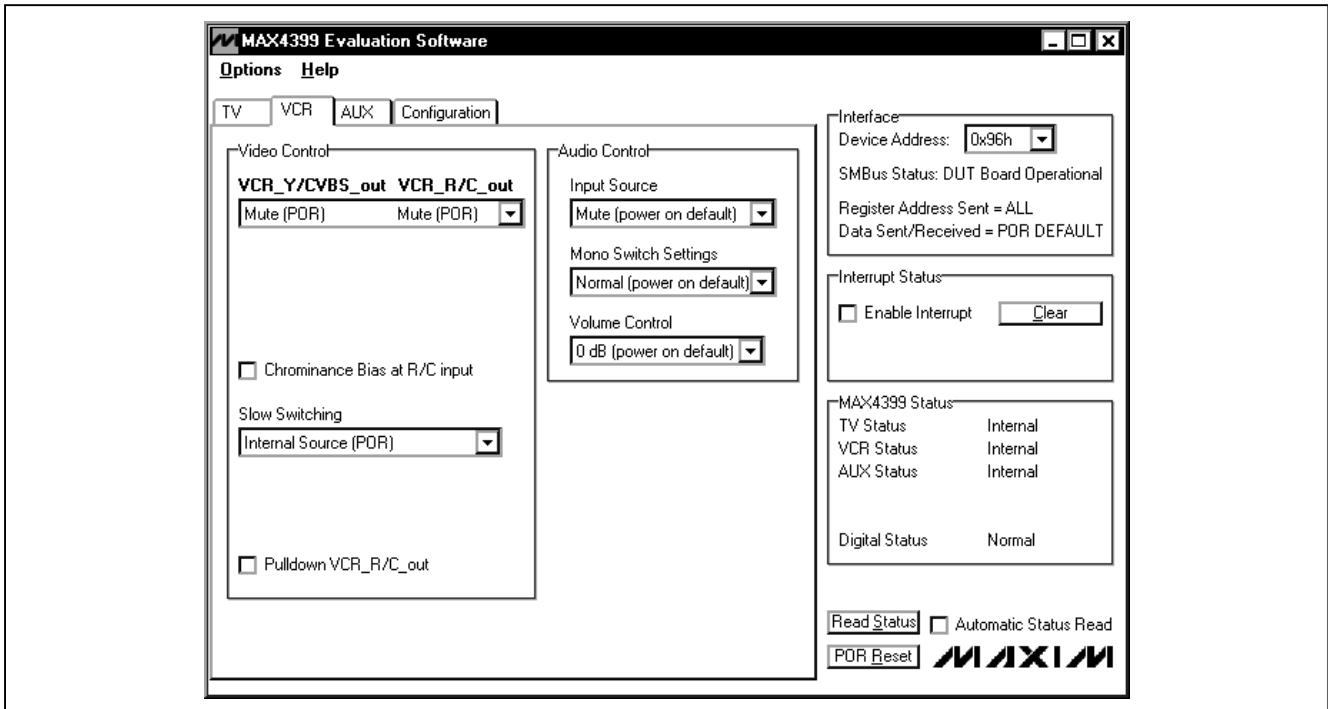 MAX4399 Evaluation Software
Options Help
TV VCR AUX Configuration
Video Control
VCR_Y/CVBS_out VCR_R/C_out
Mute (POR) Mute (POR)
Chrominance Bias at R/C input
Slow Switching
Internal Source (POR)
Pulldown VCR_R/C_out
Audio Control
Input Source
Mute (power on default)
Mono Switch Settings
Normal (power on default)
Volume Control
0 dB (power on default)
Interface
Device Address: 0x96h
SMBus Status: DUT Board Operational
Register Address Sent = ALL
Data Sent/Received = POR DEFAULT
Interrupt Status
Enable Interrupt Clear
MAX4399 Status
TV Status Internal
VCR Status Internal
AUX Status Internal
Digital Status Normal
Read Status Automatic Status Read
POR Reset MAXIM